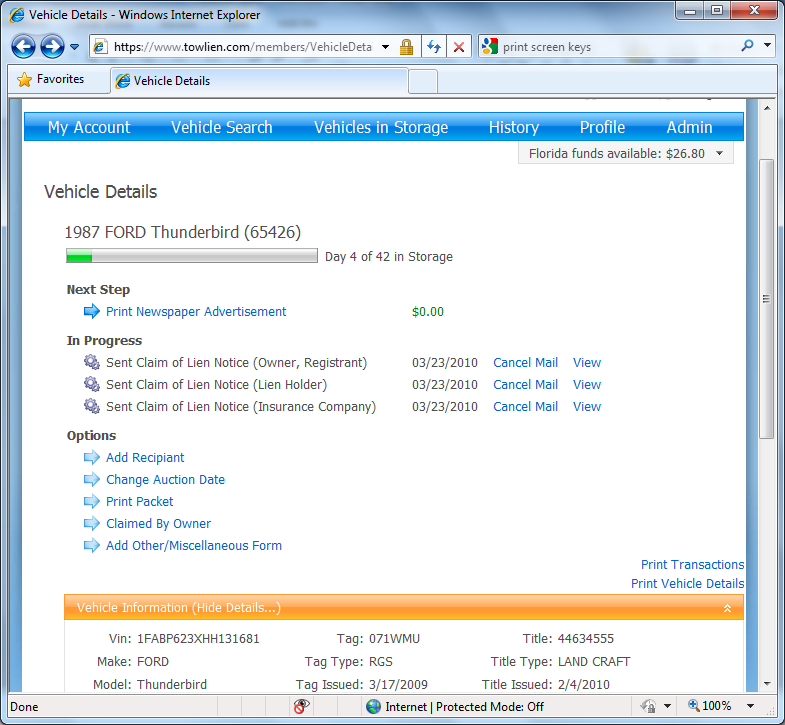 Vehicle Details - Windows Internet Explorer
https://www.towlien.com/members/VehicleDeta
print screen keys
Favorites
Vehicle Details
My Account Vehicle Search Vehicles in Storage History Profile Admin
Florida funds available: $26.80
Vehicle Details
1987 FORD Thunderbird (65426)
Day 4 of 42 in Storage
Next Step
Print Newspaper Advertisement $0.00
In Progress
Sent Claim of Lien Notice (Owner, Registrant) 03/23/2010 Cancel Mail View
Sent Claim of Lien Notice (Lien Holder) 03/23/2010 Cancel Mail View
Sent Claim of Lien Notice (Insurance Company) 03/23/2010 Cancel Mail View
Options
Add Recipiant
Change Auction Date
Print Packet
Claimed By Owner
Add Other/Miscellaneous Form
Print Transactions
Print Vehicle Details
Vehicle Information (Hide Details...)
Vin: 1FABP623XHH131681 Tag: 071WMU Title: 44634555
Make: FORD Tag Type: RGS Title Type: LAND CRAFT
Model: Thunderbird Tag Issued: 3/17/2009 Title Issued: 2/4/2010
Done Internet | Protected Mode: Off 100%